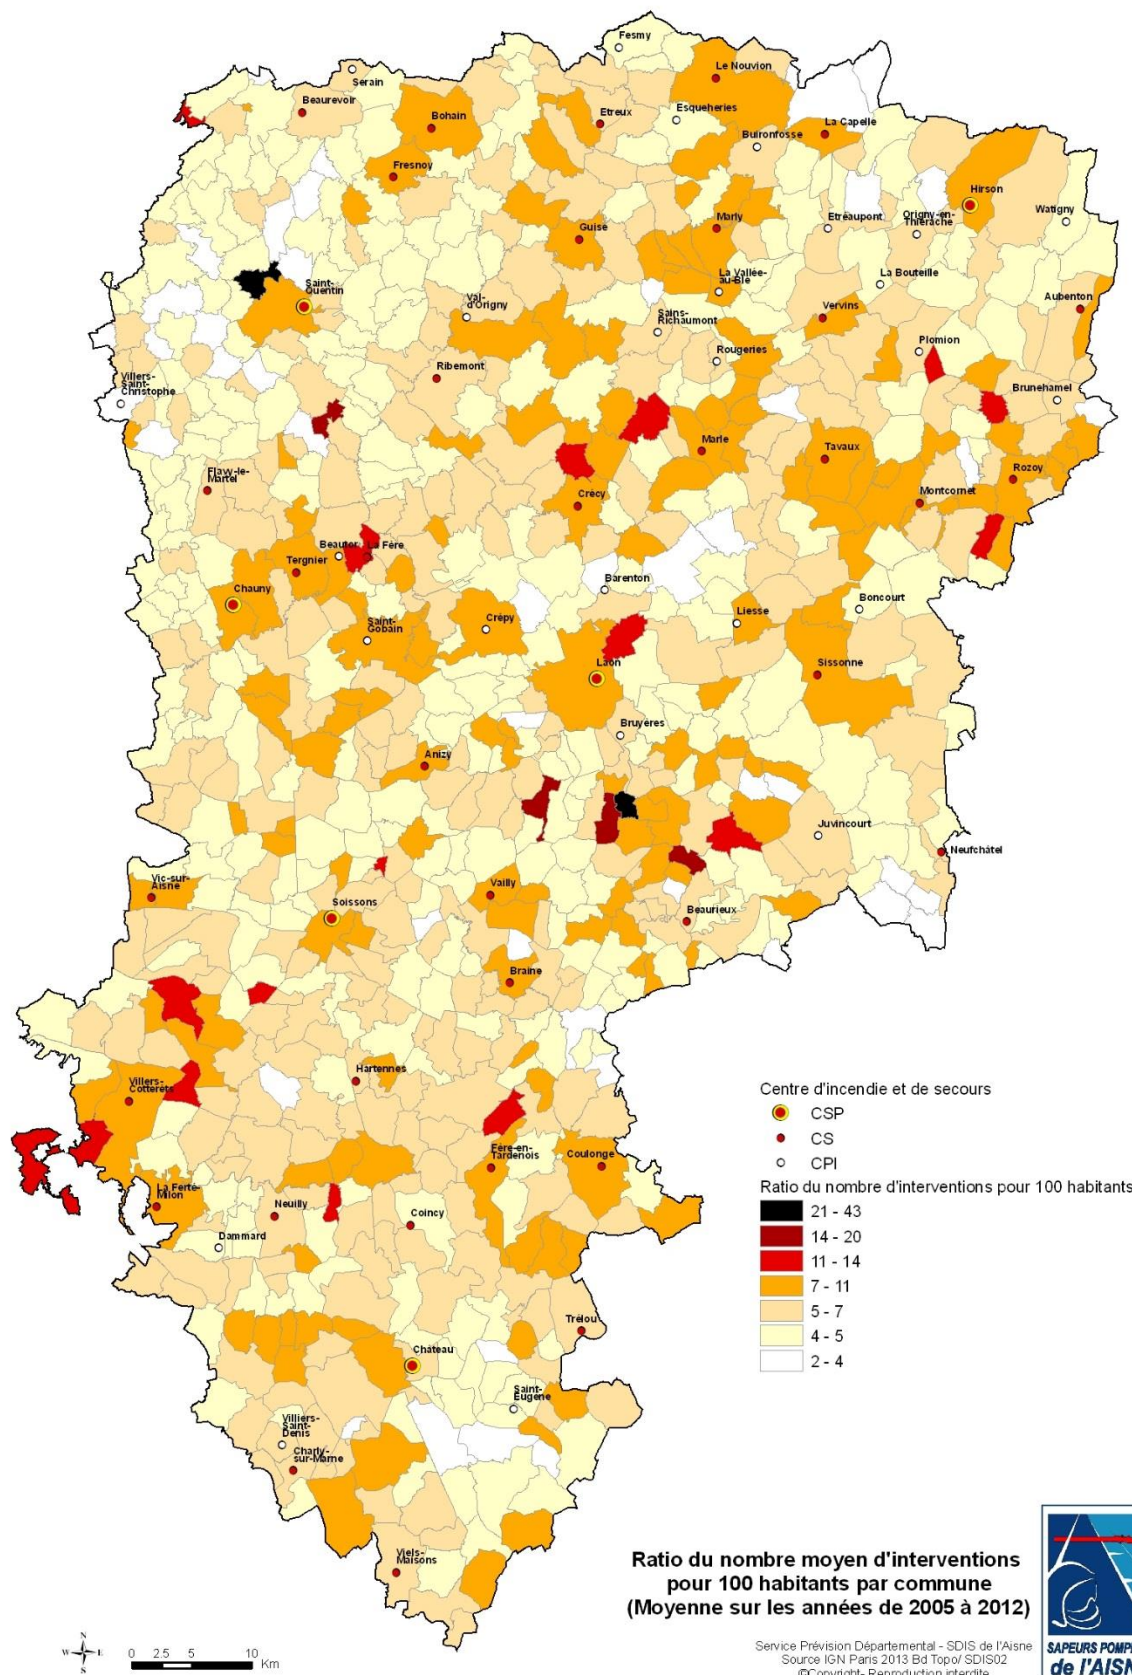 Fesmy
Le Nouvion
Serain
Beaurevoir
Bohain
Etreux
Esqueheries
La Capelle
Buironfosse
Fresnoy
Hirson
Guise
Marly
Etréaupont
Origny-en-
Thiérache
Watigny
Saint-
Quentin
Val-
d'Origny
La Vallée-
au-Blé
La Bouteille
Aubenton
Sains-
Richaumont
Vervins
Plomion
Rougeries
Villers-
Saint-
Christophe
Ribemont
Brunehamel
Marle
Tavaux
Flavy-le-
Martel
Rozoy
Crécy
Montcornet
Beautor
La Fère
Tergnier
Chauny
Barenton
Boncourt
Liesse
Saint-
Gobain
Crépy
Laon
Sissonne
Bruyères
Anizy
Juvincourt
Neufchâtel
Vic-sur-
Aisne
Vailly
Soissons
Beaurieux
Braine
Hartennes
Villers-
Cotterêts
Fère-en-
Tardenois
Coulonge
La Ferté-
Milon
Neuilly
Coincy
Dammard
Trélou
Château
Saint-
Eugène
Villiers-
Saint-
Denis
Charly-
sur-Marne
Viels-
Maisons
Centre d'incendie et de secours
CSP
CS
CPI
Ratio du nombre d'interventions pour 100 habitants
21 - 43
14 - 20
11 - 14
7 - 11
5 - 7
4 - 5
2 - 4
Ratio du nombre moyen d'interventions
pour 100 habitants par commune
(Moyenne sur les années de 2005 à 2012)
Service Prévision Départemental - SDIS de l'Aisne
Source IGN Paris 2013 Bd Topo/ SDIS02
©Copyright- Reproduction interdite
SAPEURS POMPI
de l'AISN
N
W E
S
0 2.5 5 10
Km